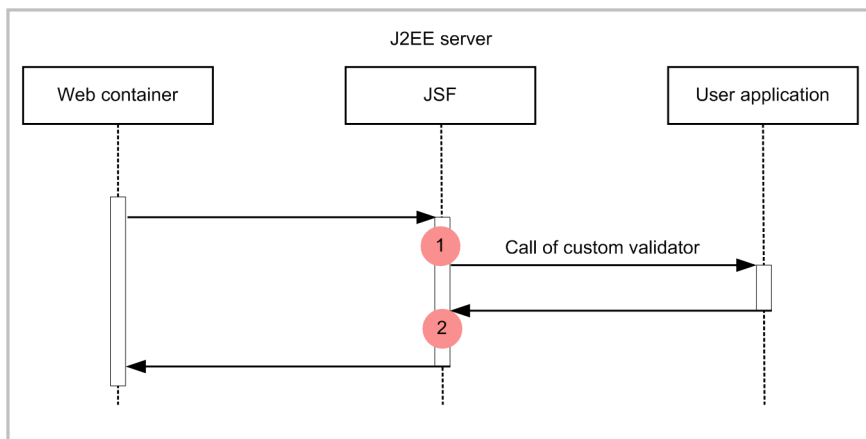 J2EE server
Web container
JSF
User application
1
Call of custom validator
2